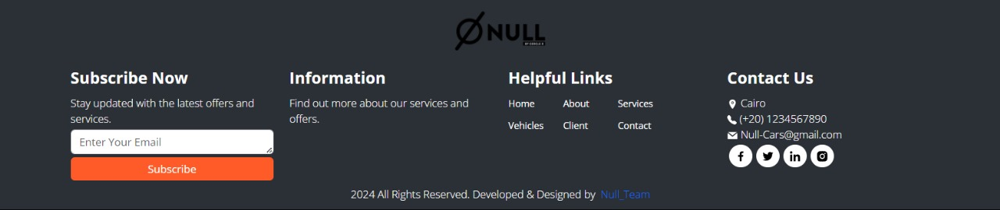 NULL
Subscribe Now
Stay updated with the latest offers and
services.
Enter Your Email
Subscribe
Information
Find out more about our services and
offers.
Helpful Links
Home About Services
Vehicles Client Contact
Contact Us
Cairo
(+20) 1234567890
Null-Cars@gmail.com
2024 All Rights Reserved. Developed & Designed by Null_Team